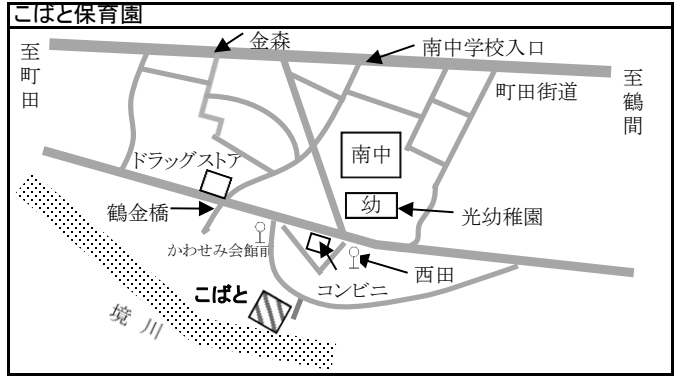 こばと保育園
金森
南中学校入口
至町田
至鶴間
町田街道
ドラッグストア
南中
幼
光幼稚園
鶴金橋
かわせみ会館前
西田
コンビニ
こばと
境川